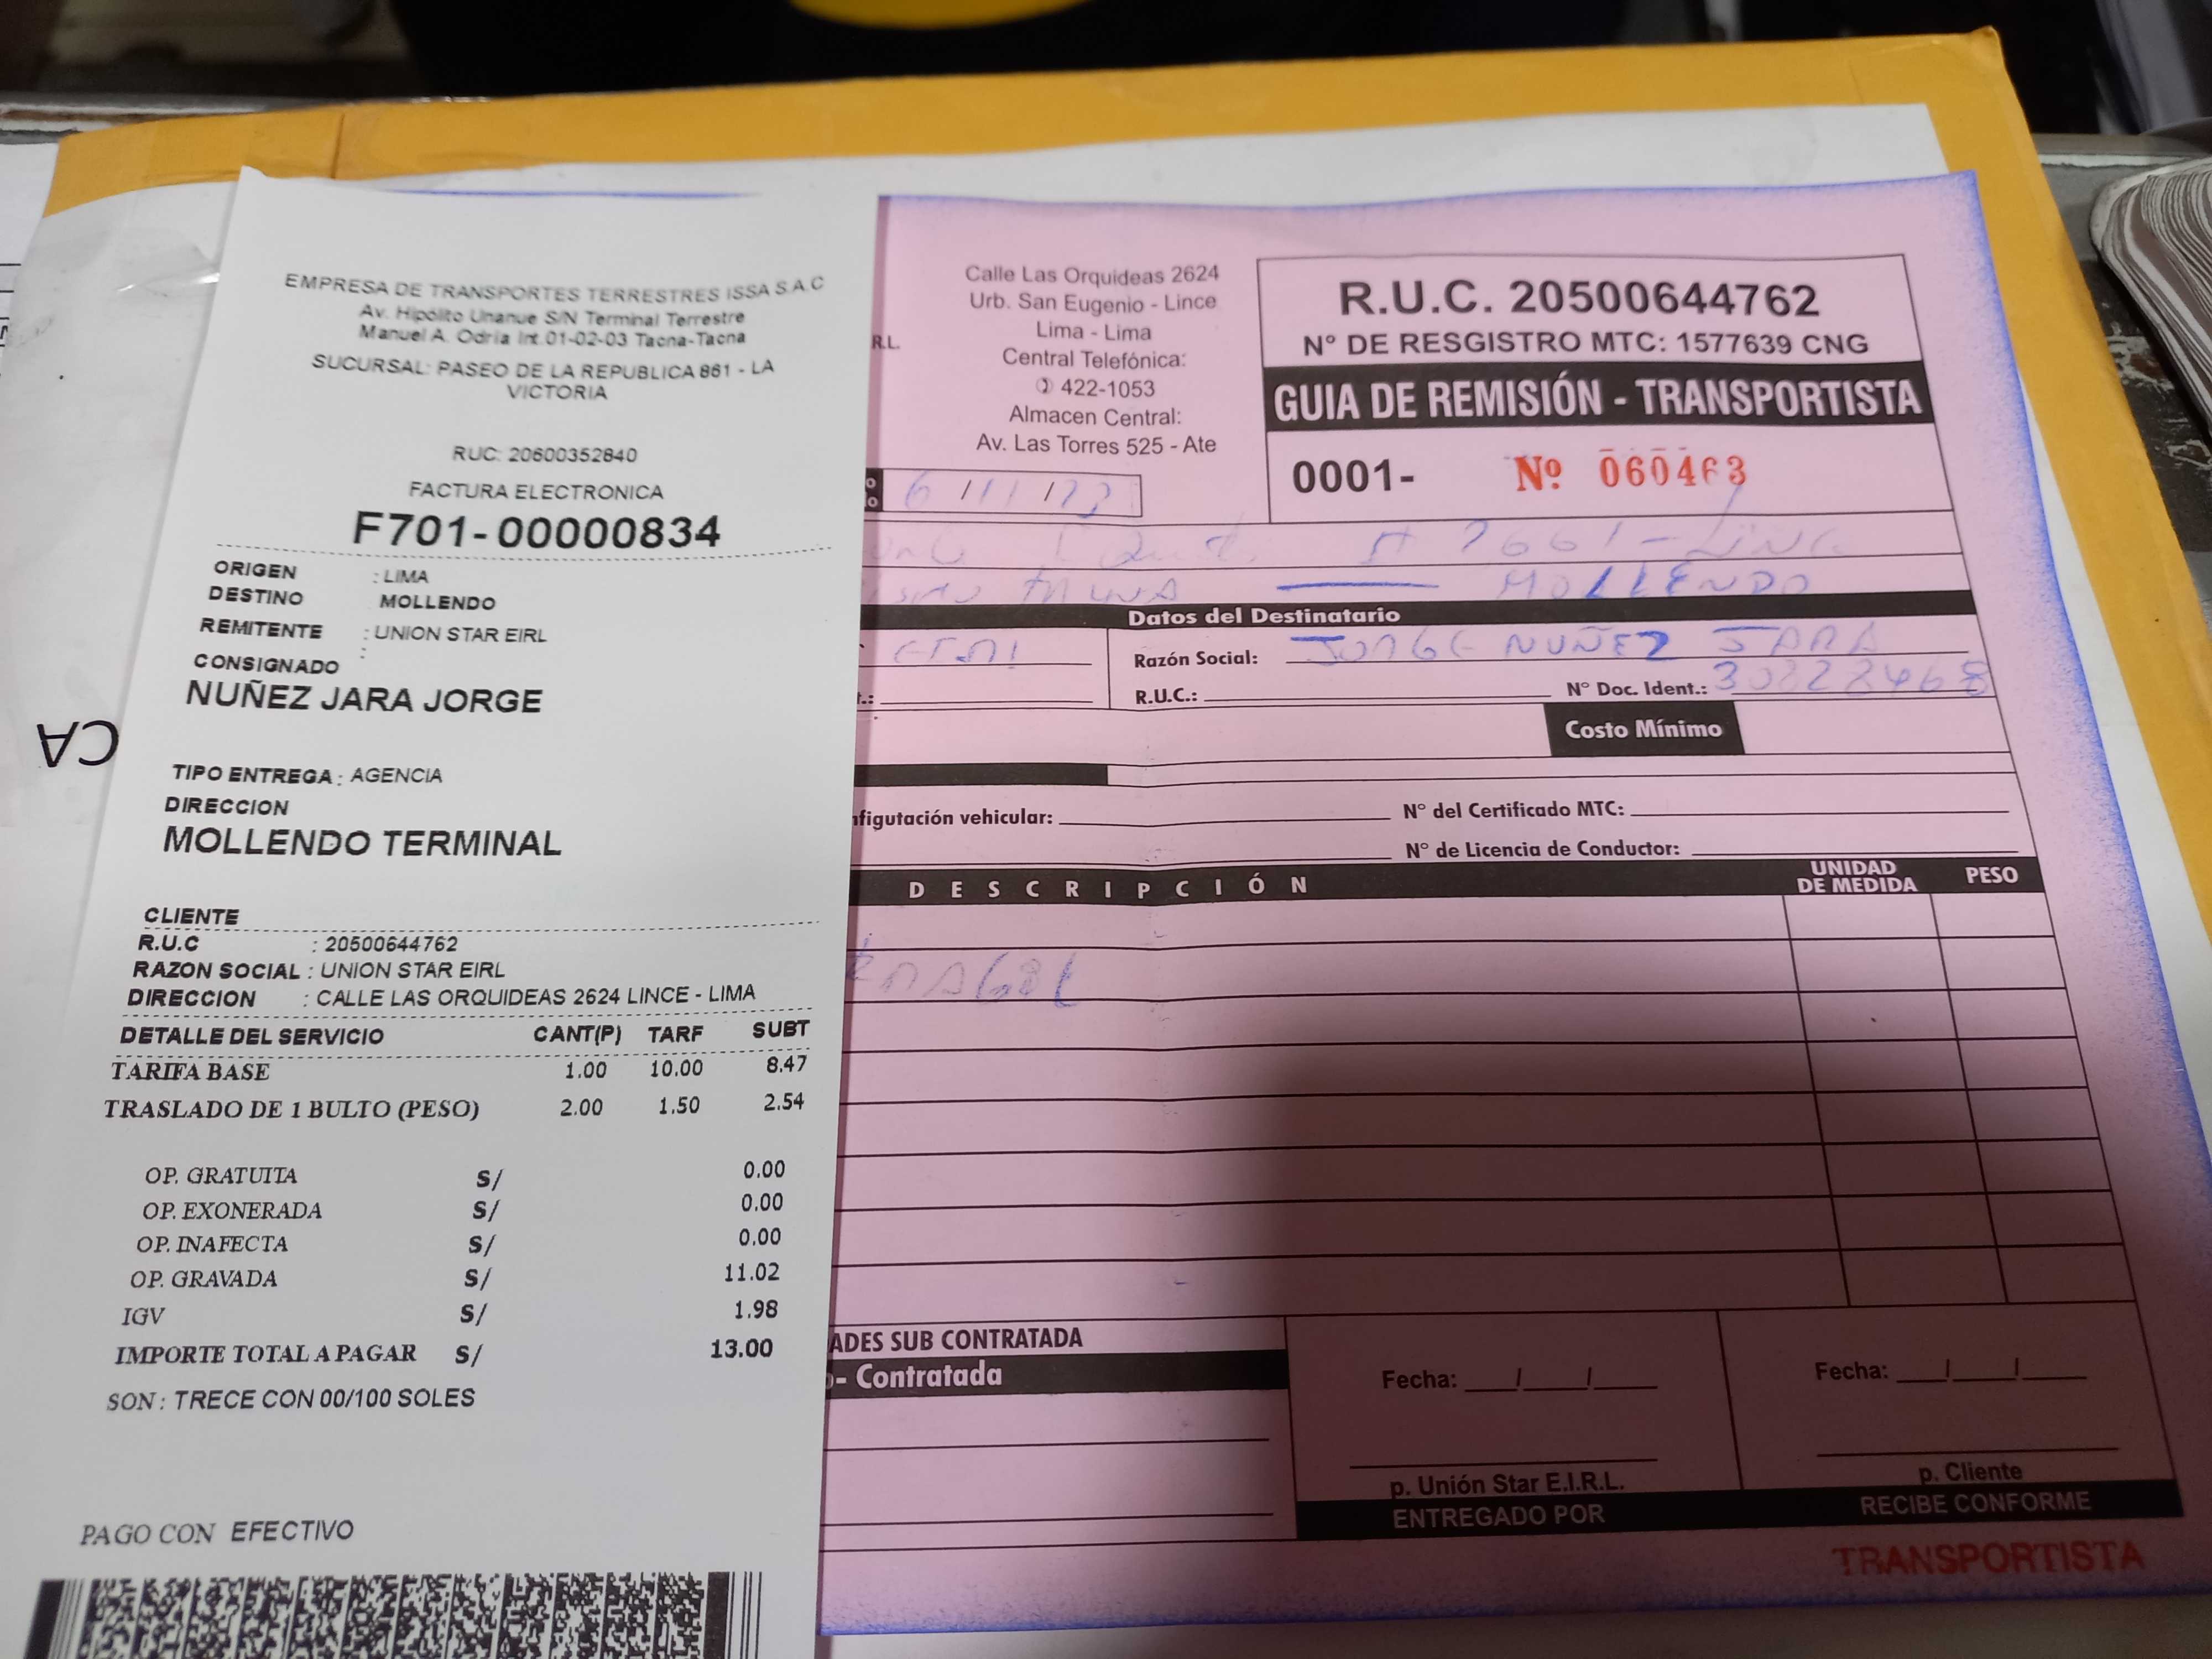 EMPRESA DE TRANSPORTES TERRESTRES ISSA S.A.C
Av. Hipólito Unanue S/N Terminal Terrestre
Manuel A. Odria Int.01-02-03 Tacna-Tacna
SUCURSAL: PASEO DE LA REPUBLICA 861 - LA
VICTORIA
RUC: 20600352840
FACTURA ELECTRONICA
F701-00000834
ORIGEN : LIMA
DESTINO MOLLENDO
REMITENTE : UNION STAR EIRL
CONSIGNADO :
NUÑEZ JARA JORGE
TIPO ENTREGA : AGENCIA
DIRECCION
MOLLENDO TERMINAL
CLIENTE
R.U.C : 20500644762
RAZON SOCIAL : UNION STAR EIRL
DIRECCION : CALLE LAS ORQUIDEAS 2624 LINCE - LIMA
DETALLE DEL SERVICIO CANT(P) TARF SUBT
TARIFA BASE 1.00 10.00 8.47
TRASLADO DE 1 BULTO (PESO) 2.00 1.50 2.54
OP. GRATUITA S/ 0.00
OP. EXONERADA S/ 0.00
OP. INAFECTA S/ 0.00
OP. GRAVADA S/ 11.02
IGV S/ 1.98
IMPORTE TOTAL A PAGAR S/ 13.00
SON : TRECE CON 00/100 SOLES
PAGO CON EFECTIVO
CA
R.L.
Calle Las Orquideas 2624
Urb. San Eugenio - Lince
Lima - Lima
Central Telefónica:
422-1053
Almacen Central:
Av. Las Torres 525 - Ate
R.U.C. 20500644762
N° DE RESGISTRO MTC: 1577639 CNG
GUIA DE REMISIÓN - TRANSPORTISTA
0001- Nº 060463
MOLLENDO
Datos del Destinatario
Razón Social: JORGE NUÑEZ JARA
R.U.C.: N° Doc. Ident.: 30828468
Costo Mínimo
nfigutación vehicular: N° del Certificado MTC:
N° de Licencia de Conductor:
DESCRIPCIÓN UNIDAD DE MEDIDA PESO
ADES SUB CONTRATADA
- Contratada
Fecha: / / Fecha: / /
p. Unión Star E.I.R.L. p. Cliente
ENTREGADO POR RECIBE CONFORME
TRANSPORTISTA